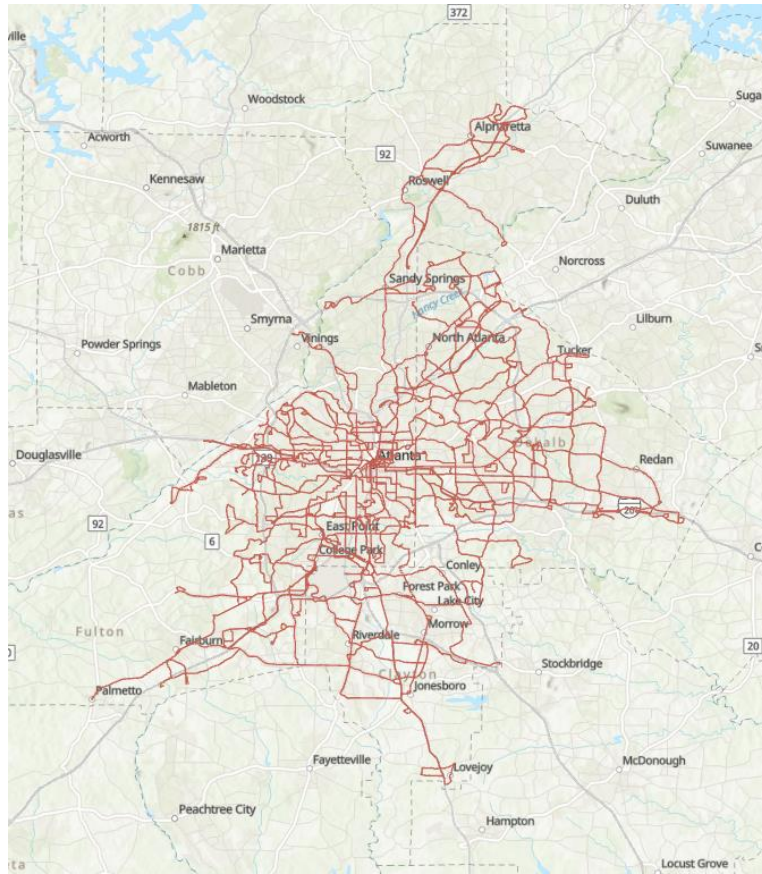 372
ville
Woodstock
Suga
Alpharetta
Acworth
92
Suwanee
Kennesaw
Roswell
Duluth
1815 ft
Marietta
Norcross
Cobb
Sandy Springs
Nancy Creek
Smyrna
Lilburn
Vinings
North Atlanta
Powder Springs
Tucker
Mableton
Dekalb
Atlanta
Douglasville
29
Redan
20
92
East Point
6
College Park
Conley
Forest Park
Lake City
Fulton
Morrow
Fairburn
Riverdale
20
Stockbridge
Clayton
Palmetto
Jonesboro
Fayetteville
Lovejoy
McDonough
Peachtree City
Hampton
Locust Grove